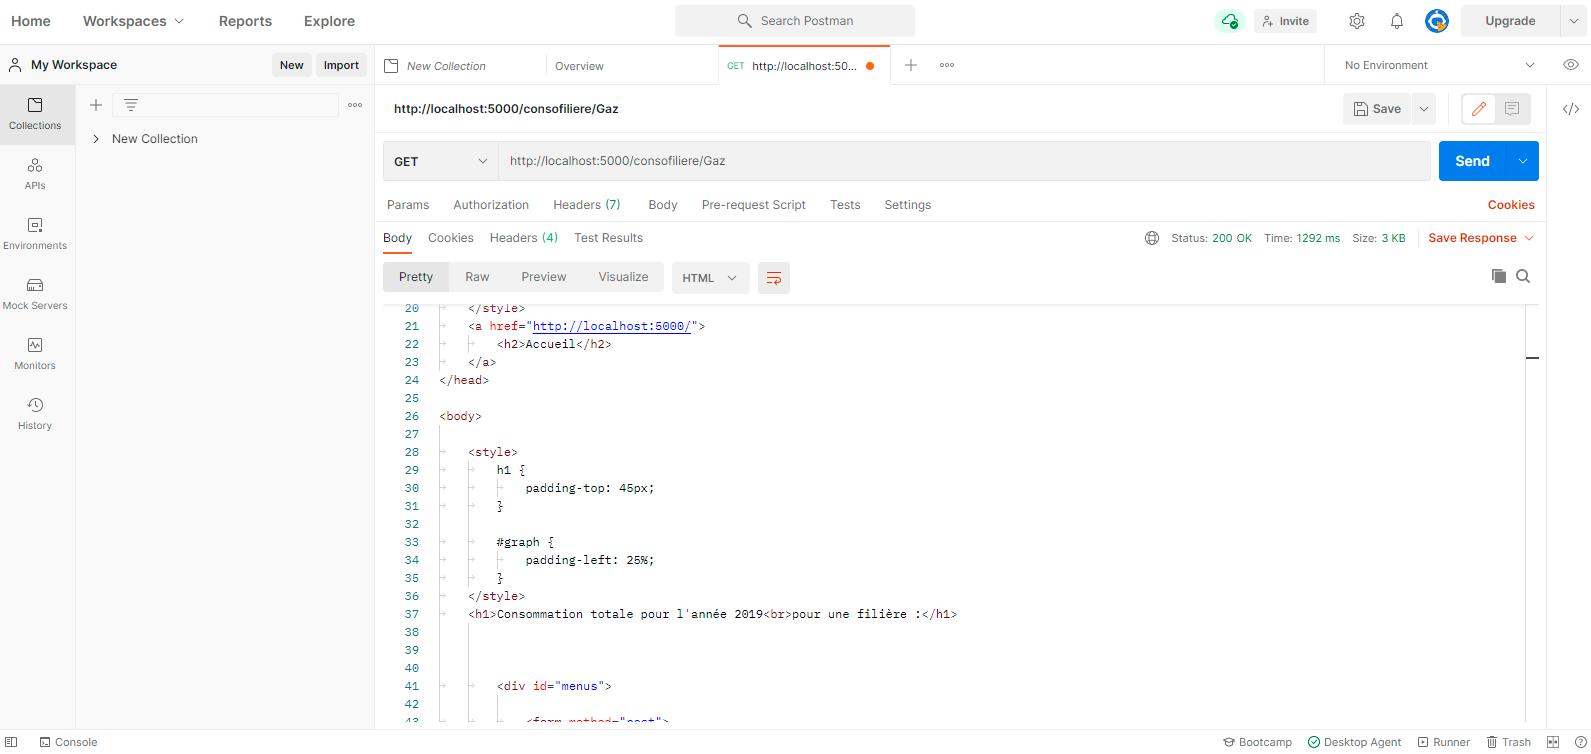 Home Workspaces Reports Explore Search Postman Invite Upgrade
My Workspace New Import New Collection Overview GET http://localhost:50... No Environment
http://localhost:5000/consofiliere/Gaz Save
Collections
New Collection
GET http://localhost:5000/consofiliere/Gaz Send
APIs
Params Authorization Headers (7) Body Pre-request Script Tests Settings Cookies
Environments
Body Cookies Headers (4) Test Results Status: 200 OK Time: 1292 ms Size: 3 KB Save Response
Pretty Raw Preview Visualize HTML
Mock Servers
Monitors
History
20 </style>
21 <a href="http://localhost:5000/">
22 <h2>Accueil</h2>
23 </a>
24 </head>
25
26 <body>
27
28 <style>
29 h1 {
30 padding-top: 45px;
31 }
32
33 #graph {
34 padding-left: 25%;
35 }
36 </style>
37 <h1>Consommation totale pour l'année 2019<br>pour une filière :</h1>
38
39
40
41 <div id="menus">
42
43 <form method="post">
Console Bootcamp Desktop Agent Runner Trash